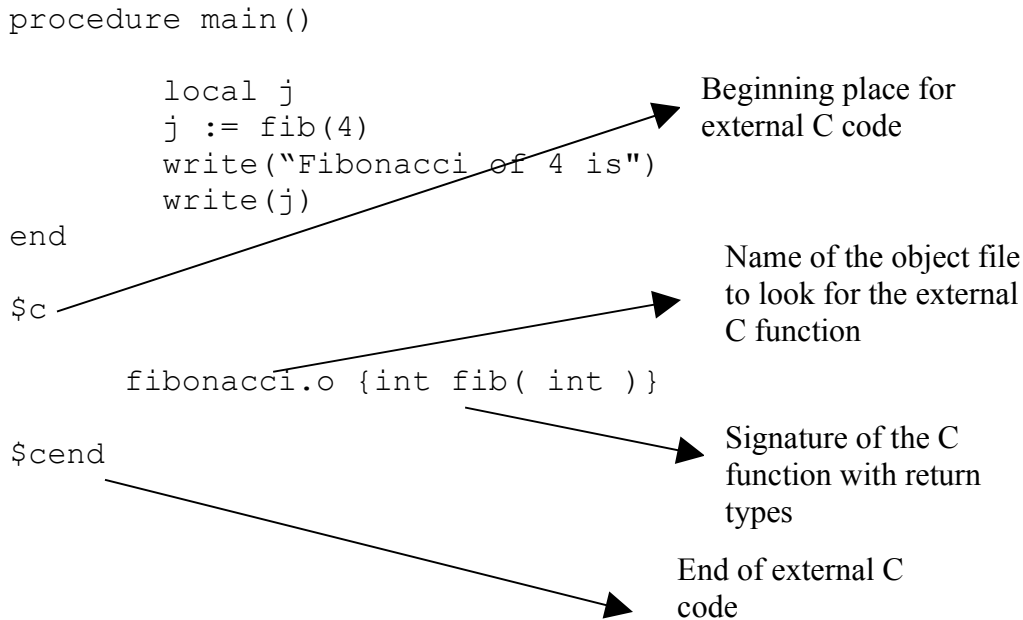 procedure main()
local j
j := fib(4)
write(“Fibonacci of 4 is")
write(j)
end
$c
fibonacci.o {int fib( int )}
$cend
Beginning place for
external C code
Name of the object file
to look for the external
C function
Signature of the C
function with return
types
End of external C
code